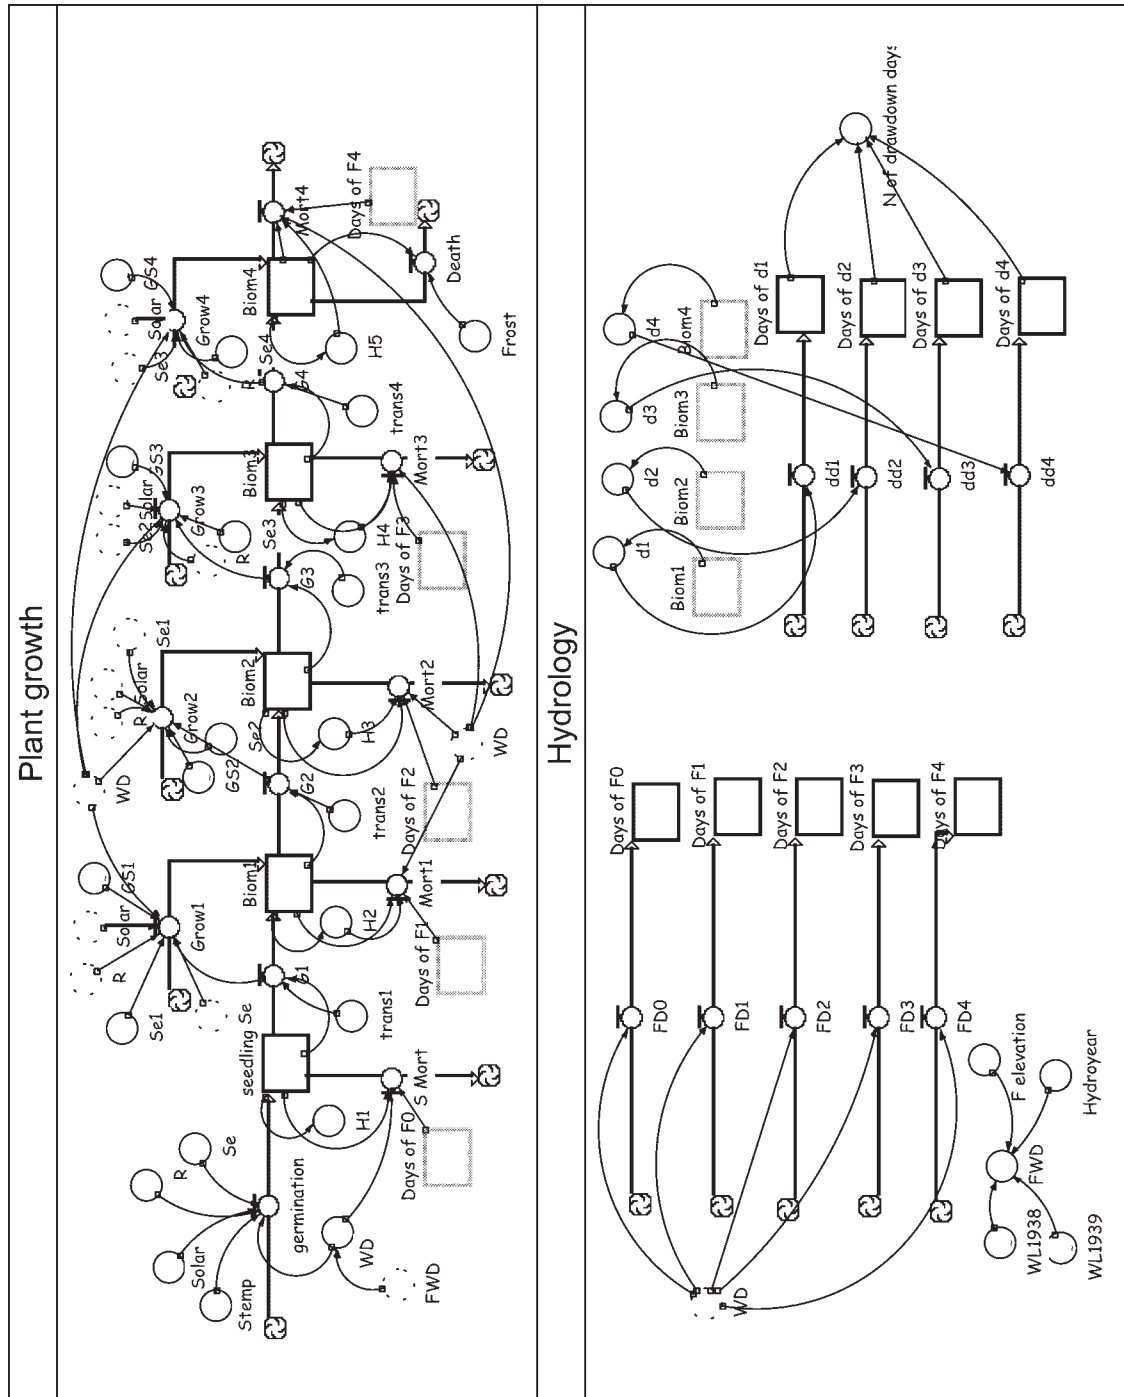 Plant growth
Stemp
Solar
R
Se
germination
WD
FWD
seedling Se
H1
Days of F0
S Mort
Se1
R
Solar
GS1
Grow1
G1
trans1
Biom1
H2
Days of F1
Mort1
WD
GS2
R
Solar
Se1
Grow2
G2
trans2
Se2
Biom2
H3
Days of F2
Mort2
WD
R
Se2
Solar
GS3
Grow3
G3
trans3
Se3
Biom3
H4
Days of F3
Mort3
R
Se3
Solar
GS4
Grow4
G4
trans4
Se4
Biom4
H5
Mort4
Days of F4
Death
Frost
Hydrology
WD
Days of F0
FD0
Days of F1
FD1
Days of F2
FD2
Days of F3
FD3
Days of F4
FD4
WL1938
WL1939
FWD
F elevation
Hydroyear
d1
Biom1
d2
Biom2
d3
Biom3
d4
Biom4
Days of d1
dd1
Days of d2
dd2
Days of d3
dd3
Days of d4
dd4
N of drawdown days